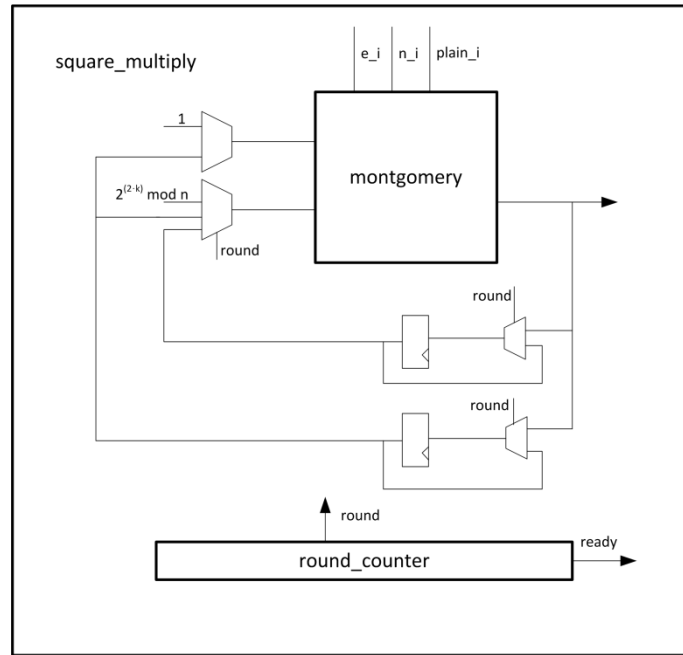 e_i n_i plain_i
square_multiply
1
montgomery
2^(2·k) mod n
round
round
round
round
round_counter
ready